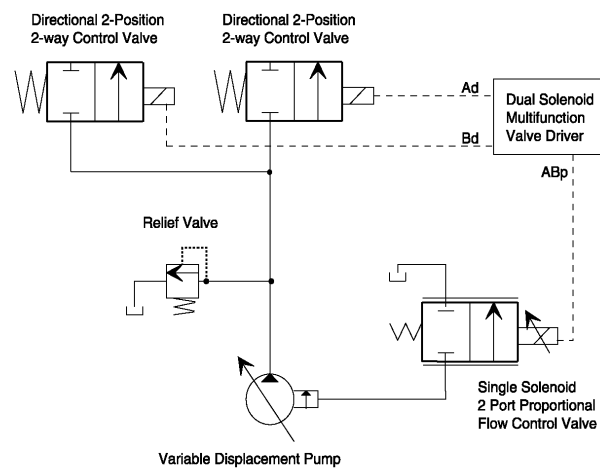 Directional 2-Position
2-way Control Valve
Directional 2-Position
2-way Control Valve
Ad
Dual Solenoid
Multifunction
Valve Driver
Bd
ABp
Relief Valve
Single Solenoid
2 Port Proportional
Flow Control Valve
Variable Displacement Pump